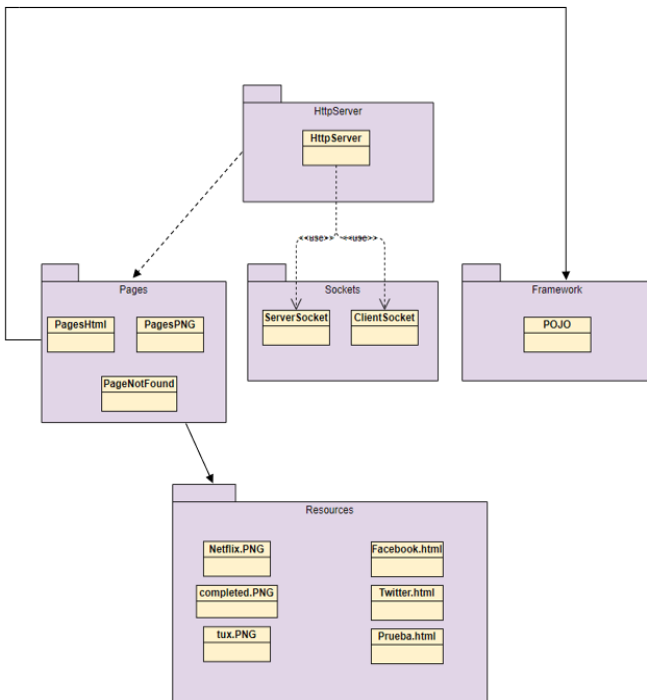 HttpServer
HttpServer
<<use>> <<use>>
Pages
Sockets
Framework
PagesHtml
PagesPNG
ServerSocket
ClientSocket
POJO
PageNotFound
Resources
Netflix.PNG
Facebook.html
completed.PNG
Twitter.html
tux.PNG
Prueba.html